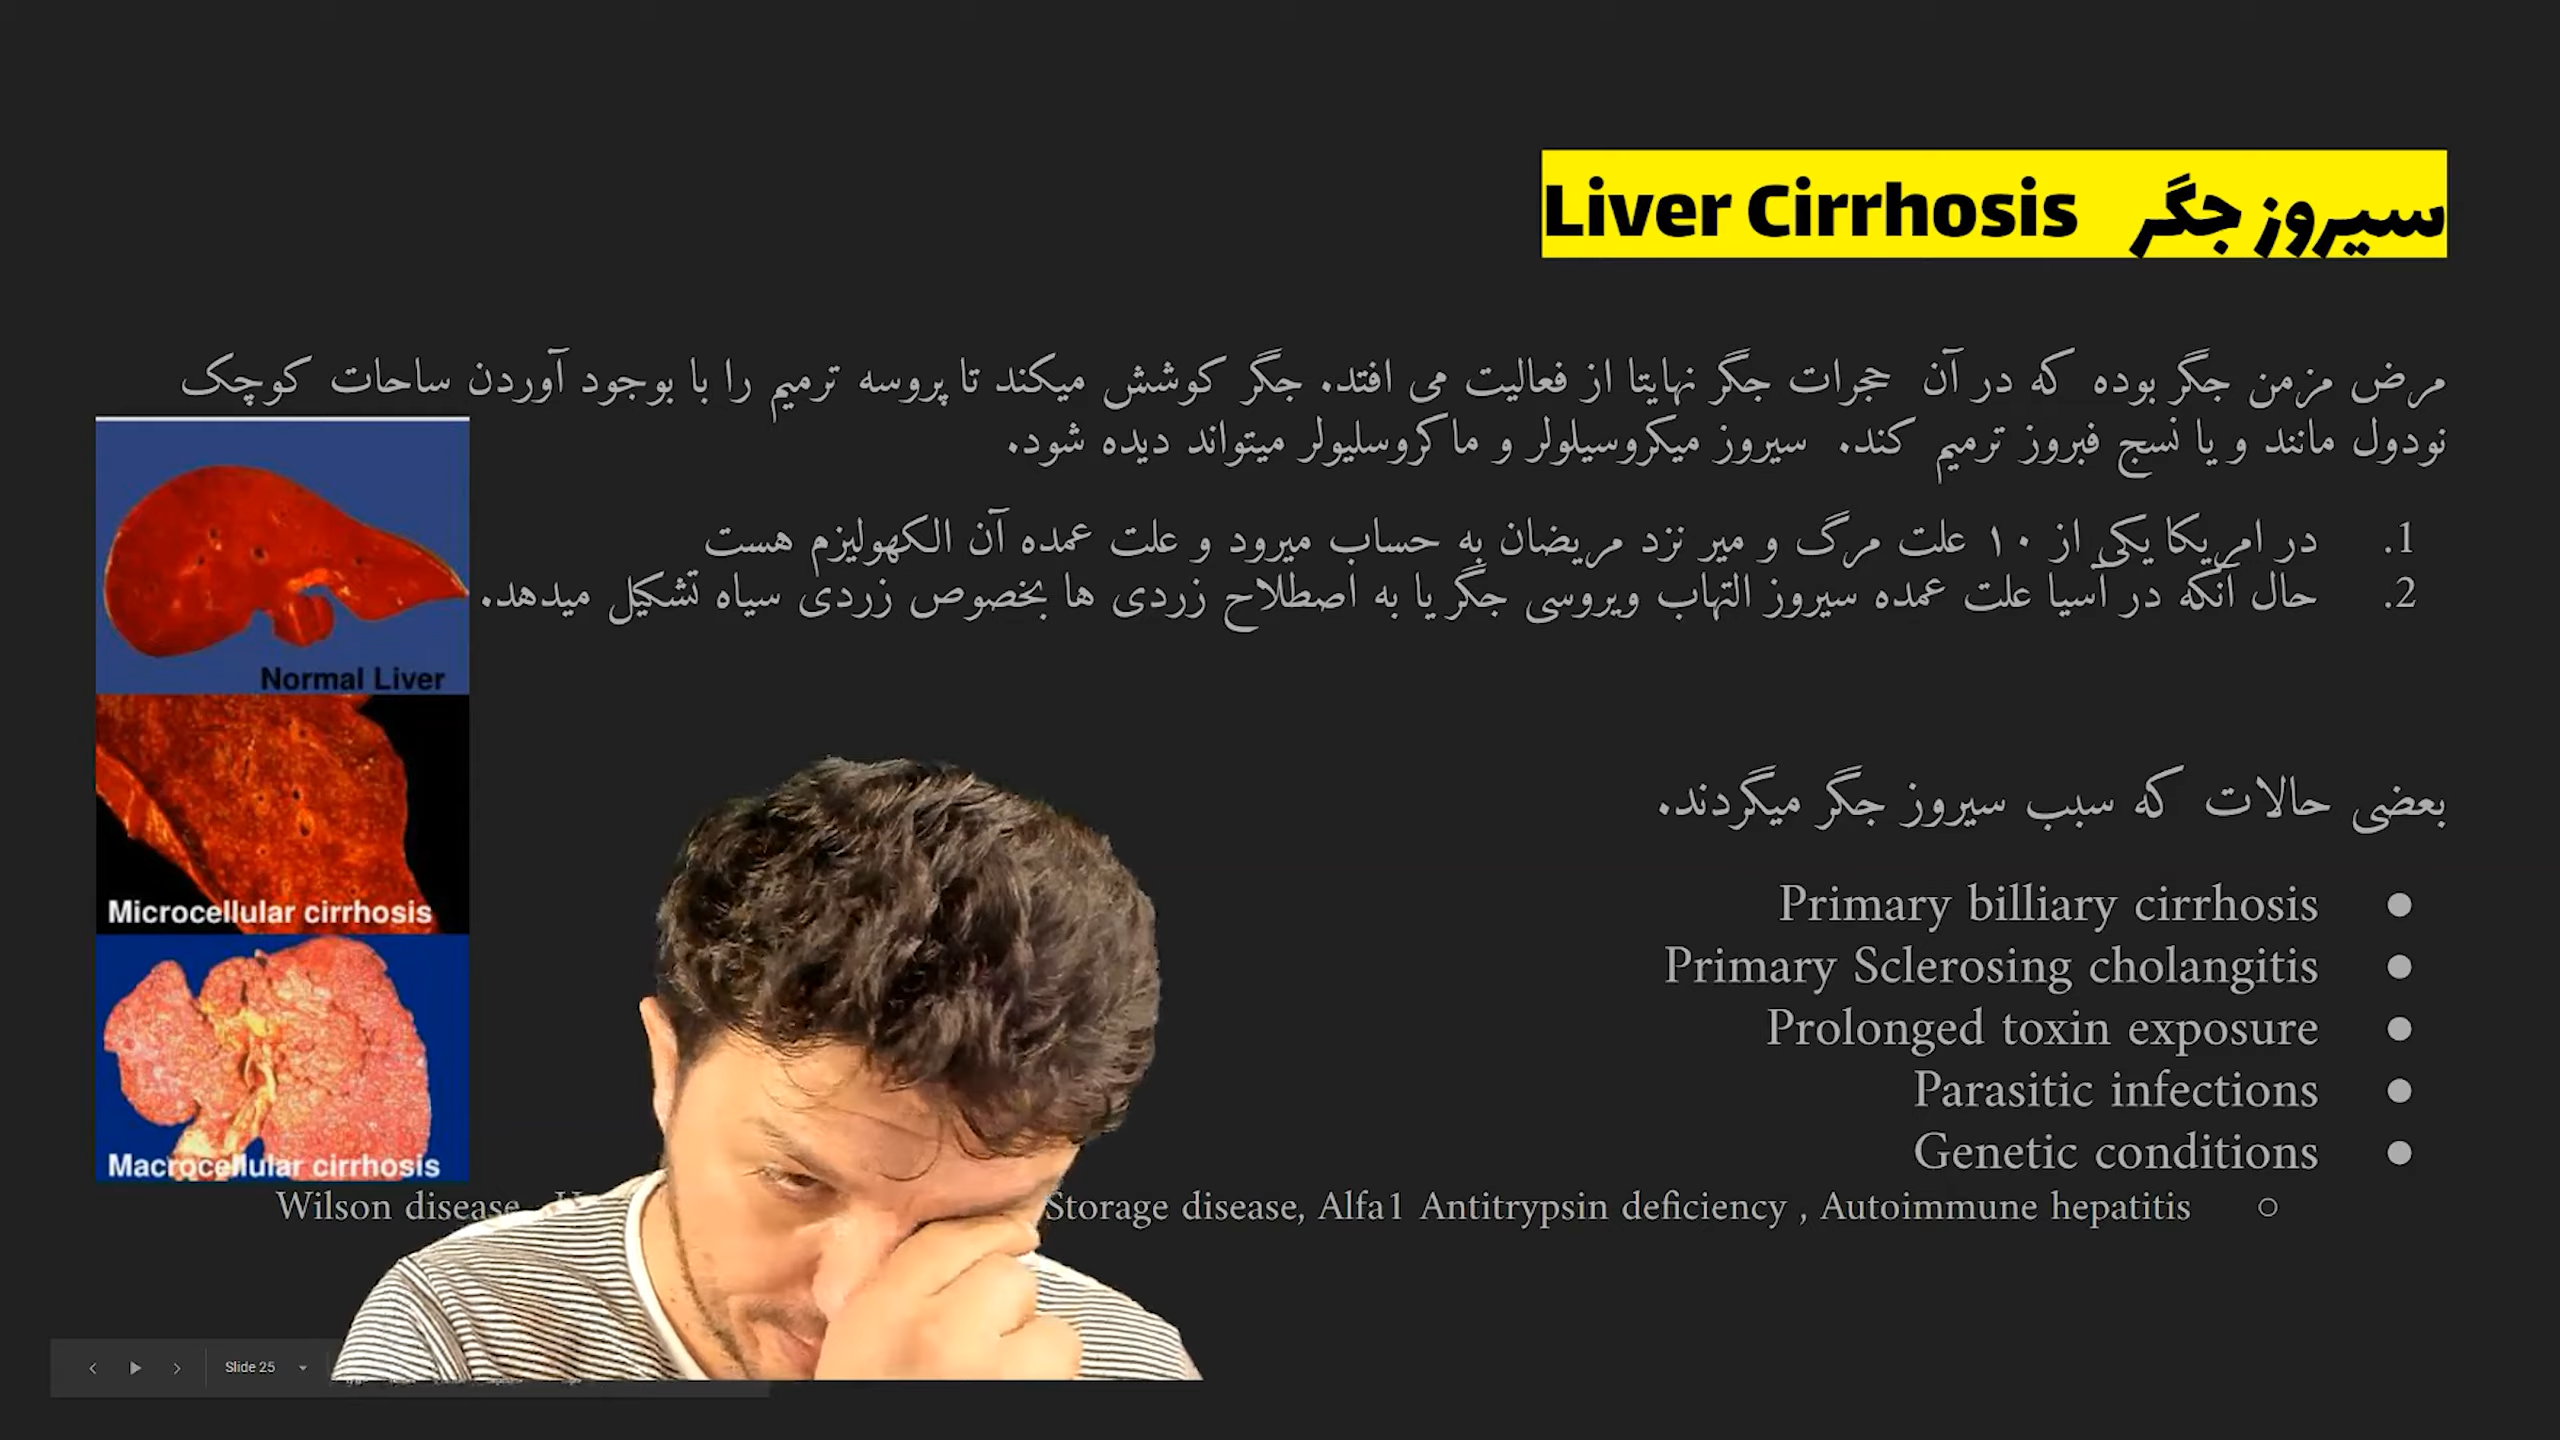 سیروز جگر Liver Cirrhosis
مرض مزمن جگر بوده که در آن حجرات جگر نهایتا از فعالیت می افتد. جگر کوشش میکند تا پروسه ترمیم را با بوجود آوردن ساحات کوچک
نودول مانند و یا نسج فبروز ترمیم کند. سیروز میکروسیلولر و ماکروسلیولر میتواند دیده شود.
1. در امریکا یکی از ۱۰ علت مرگ و میر نزد مریضان به حساب میرود و علت عمده آن الکهولیزم هست
2. حال آنکه در آسیا علت عمده سیروز التهاب ویروسی جگر یا به اصطلاح زردی ها بخصوص زردی سیاه تشکیل میدهد.
Normal Liver
Microcellular cirrhosis
Macrocellular cirrhosis
بعضی حالات که سبب سیروز جگر میگردند.
● Primary billiary cirrhosis
● Primary Sclerosing cholangitis
● Prolonged toxin exposure
● Parasitic infections
● Genetic conditions
○ Wilson disease, Storage disease, Alfa1 Antitrypsin deficiency , Autoimmune hepatitis
Slide 25